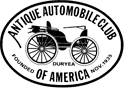 ANTIQUE AUTOMOBILE CLUB
DURYEA
FOUNDED NOV. 1935
OF AMERICA